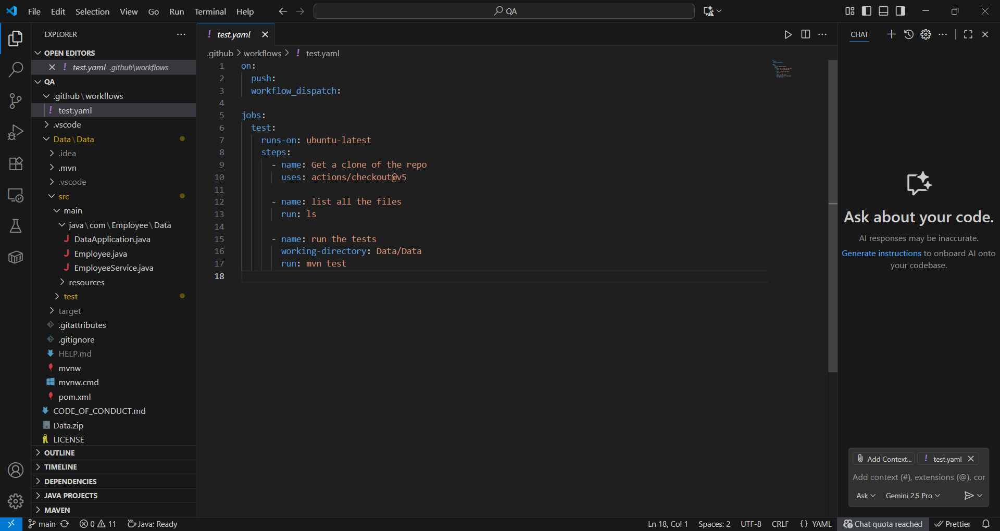 File Edit Selection View Go Run Terminal Help
QA
EXPLORER
OPEN EDITORS
test.yaml .github\workflows
QA
.github\workflows
test.yaml
.vscode
Data\Data
.idea
.mvn
.vscode
src
main
java\com\Employee\Data
DataApplication.java
Employee.java
EmployeeService.java
resources
test
target
.gitattributes
.gitignore
HELP.md
mvnw
mvnw.cmd
pom.xml
CODE_OF_CONDUCT.md
Data.zip
LICENSE
OUTLINE
TIMELINE
DEPENDENCIES
JAVA PROJECTS
MAVEN
! test.yaml
.github > workflows > ! test.yaml
1 on:
2 push:
3 workflow_dispatch:
4
5 jobs:
6 test:
7 runs-on: ubuntu-latest
8 steps:
9 - name: Get a clone of the repo
10 uses: actions/checkout@v5
11
12 - name: list all the files
13 run: ls
14
15 - name: run the tests
16 working-directory: Data/Data
17 run: mvn test
18
CHAT
Ask about your code.
AI responses may be inaccurate.
Generate instructions to onboard AI onto
your codebase.
Add Context... ! test.yaml
Add context (#), extensions (@), cor
Ask Gemini 2.5 Pro
main 0 11 Java: Ready
Ln 18, Col 1 Spaces: 2 UTF-8 CRLF {} YAML Chat quota reached Prettier